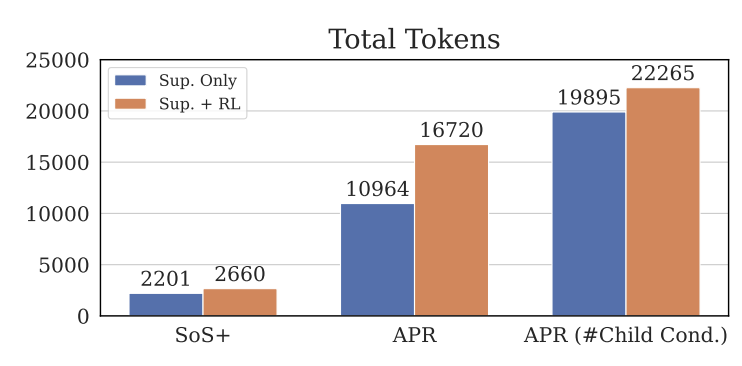 Total Tokens
25000
20000
15000
10000
5000
0
Sup. Only
Sup. + RL
2201
2660
10964
16720
19895
22265
SoS+
APR
APR (#Child Cond.)